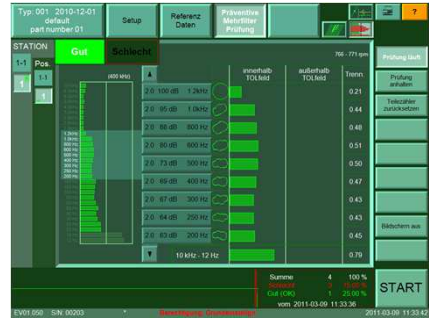 Typ: 001 2010-12-01
default
part number 01
Setup
Referenz
Daten
Präventive
Mehrfilter
Prüfung
?
STATION
Gut
Schlecht
766 - 771 rpm
Prüfung läuft
1-1
Pos.
1-1
1
1
(400 kHz)
innerhalb
TOLfeld
außerhalb
TOLfeld
Trenn.
Prüfung
anhalten
Teilezähler
zurücksetzen
2.0 100 dB 1.2kHz 0.21
2.0 95 dB 1.0kHz 0.44
2.0 88 dB 800 Hz 0.48
2.0 80 dB 600 Hz 0.51
2.0 73 dB 500 Hz 0.50
2.0 69 dB 400 Hz 0.47
2.0 67 dB 300 Hz 0.43
2.0 64 dB 250 Hz 0.43
2.0 63 dB 200 Hz 0.45
10 kHz - 12 Hz 0.79
Bildschirm aus
Summe 4 100 %
Schlecht 3 75.00 %
Gut (OK) 1 25.00 %
vom 2011-03-09 11:33:36
START
EV01.050 S/N: 00203
2011-03-09 11:33:42